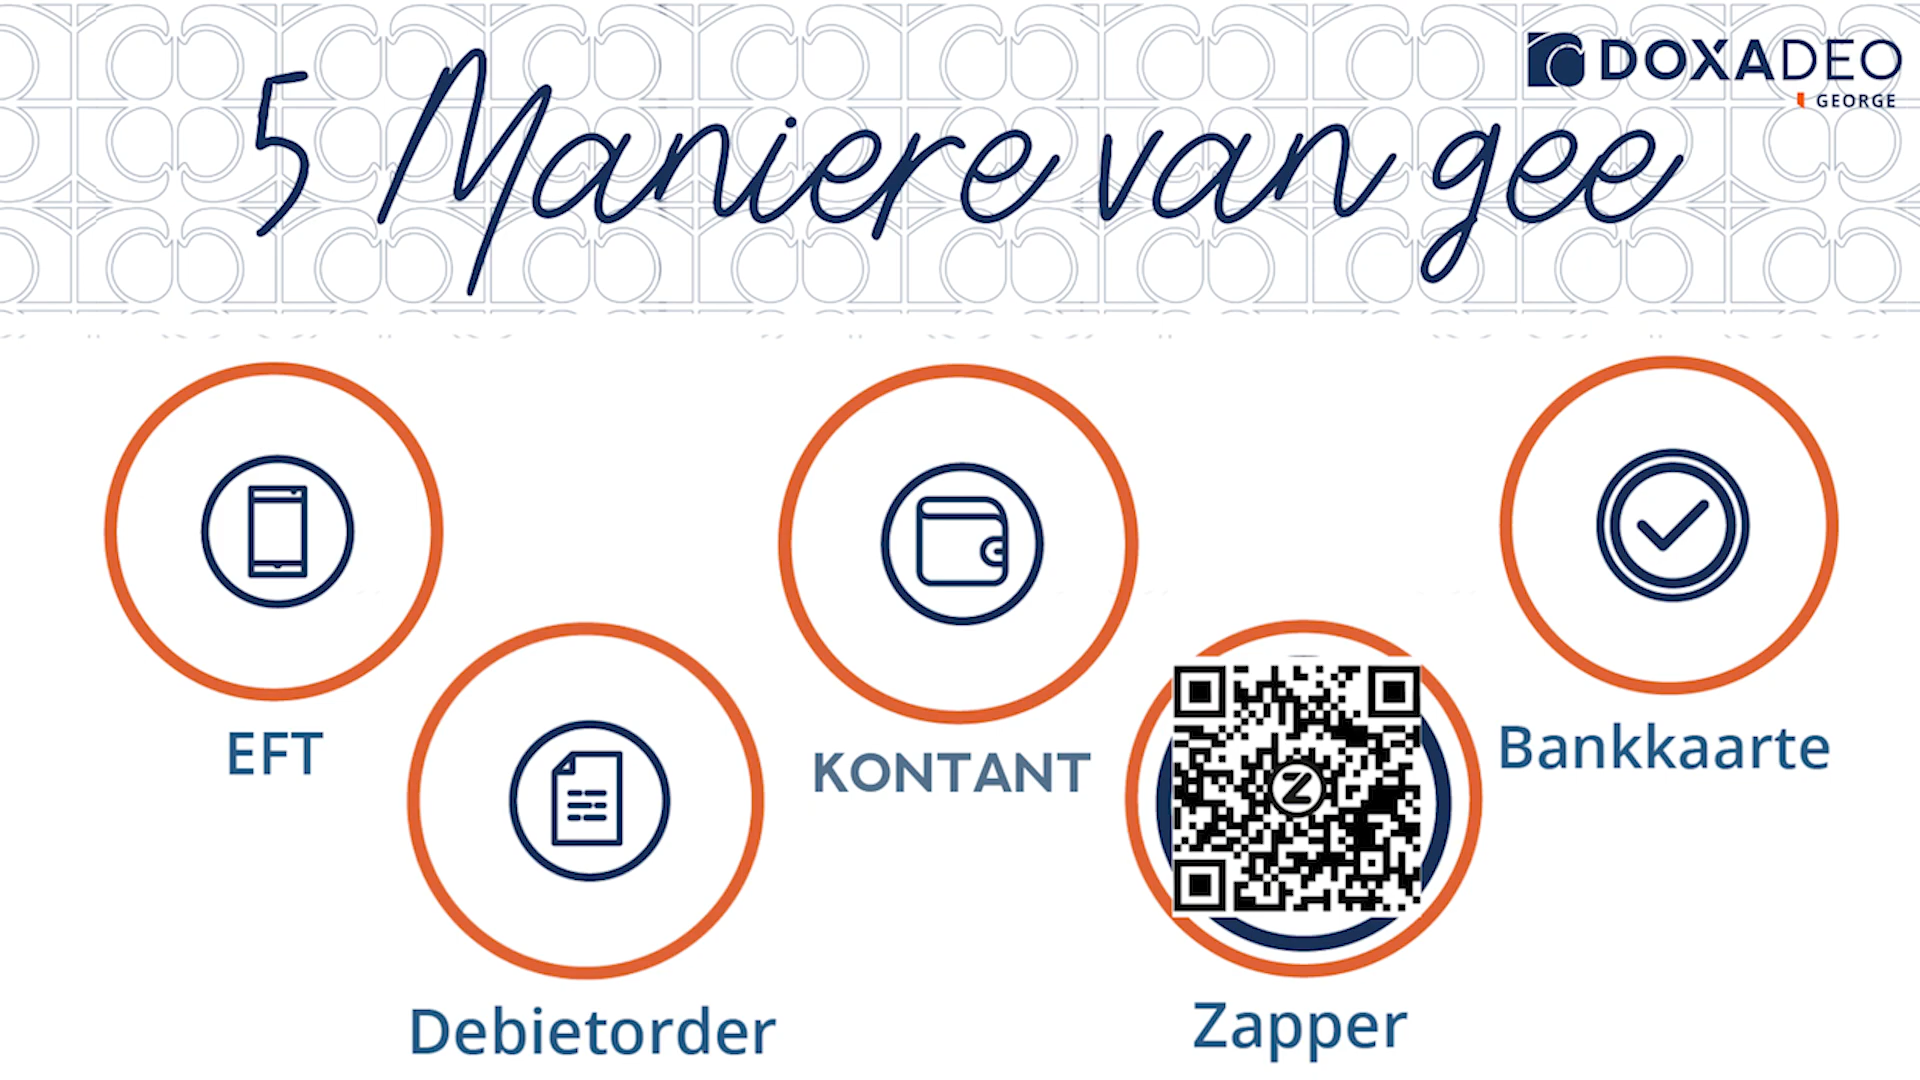 DOXADEO
GEORGE
5 Maniere van gee
EFT
Debietorder
KONTANT
Zapper
Bankkaarte